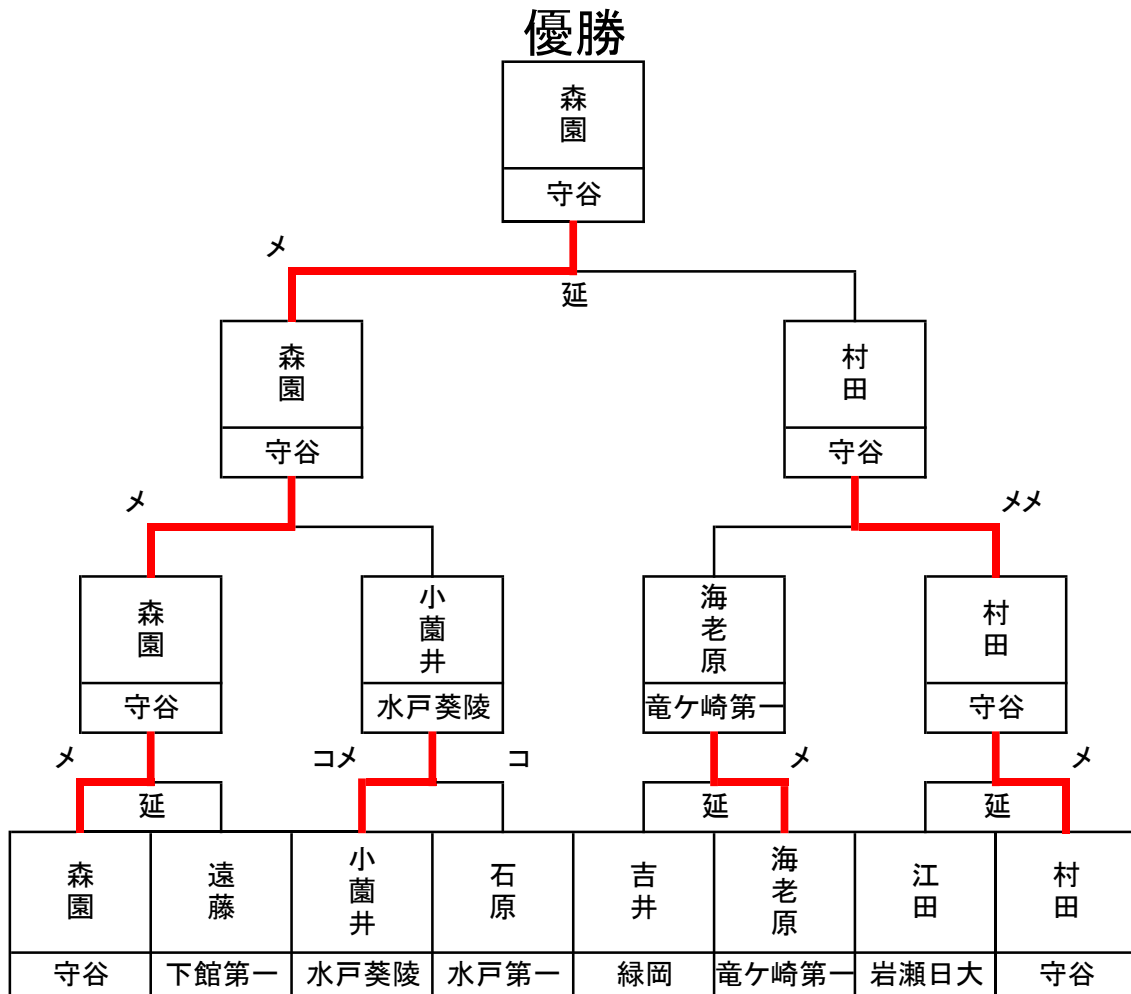 優勝
森園
守谷
メ
延
森園
村田
守谷
守谷
メ
メメ
森園
小薗井
海老原
村田
守谷
水戸葵陵
竜ケ崎第一
守谷
メ
コメ
コ
メ
メ
延
延
延
森園
遠藤
小薗井
石原
吉井
海老原
江田
村田
守谷
下館第一
水戸葵陵
水戸第一
緑岡
竜ケ崎第一
岩瀬日大
守谷